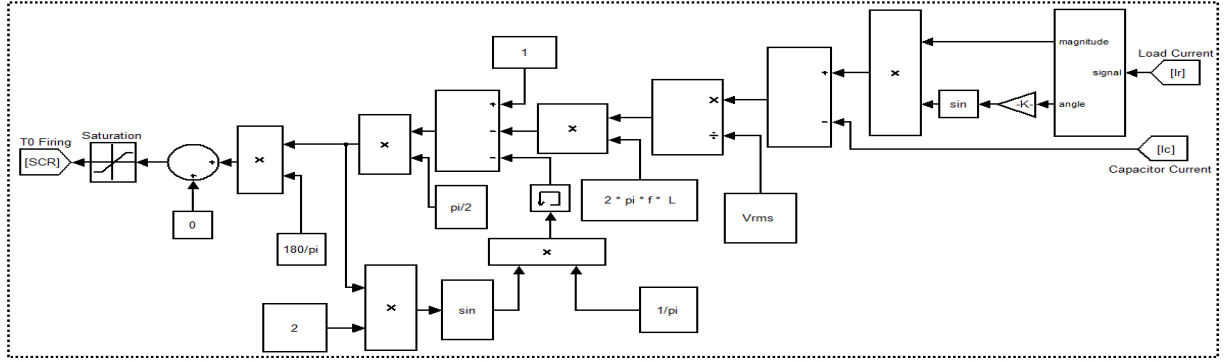 magnitude
Load Current
1
signal
[Ir]
+
×
+
×
sin
-K-
angle
×
+
−
T0 Firing
Saturation
×
×
−
÷
−
[Ic]
[SCR]
+
×
−
Capacitor Current
+
pi/2
2 * pi * f * L
Vrms
0
180/pi
×
×
sin
1/pi
2